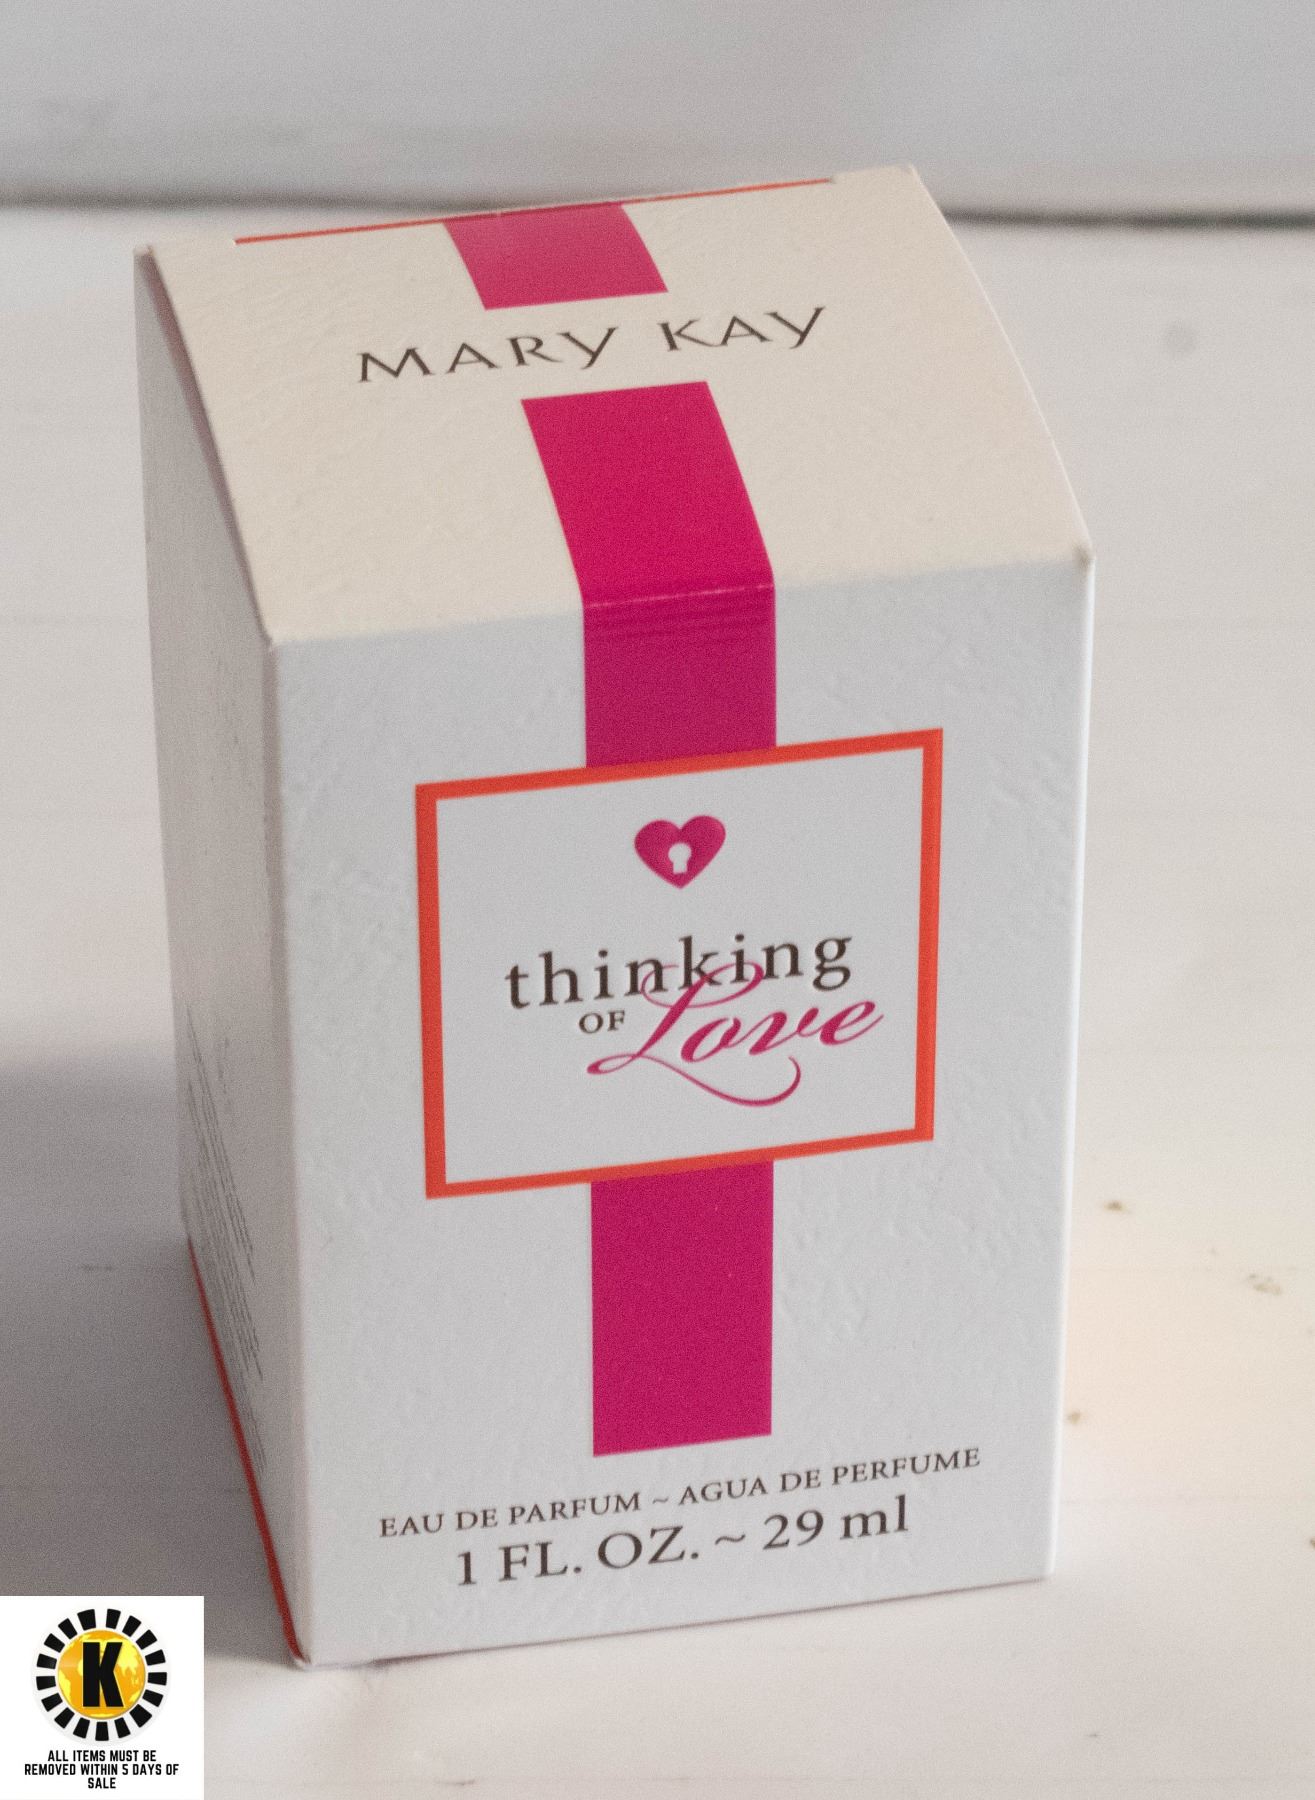 MARY KAY
thinking
OF Love
EAU DE PARFUM ~ AGUA DE PERFUME
1 FL. OZ. ~ 29 ml
K
ALL ITEMS MUST BE
REMOVED WITHIN 5 DAYS OF
SALE